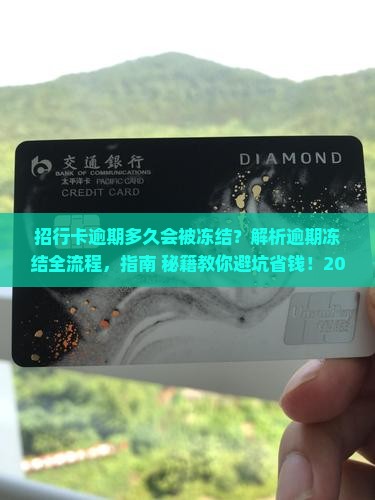 交通銀行
BANK OF COMMUNICATIONS
太平洋卡 PACIFIC CARD
CREDIT CARD
DIAMOND
招行卡逾期多久会被冻结？解析逾期冻
结全流程，指南 秘籍教你避坑省钱！20
UnionPay